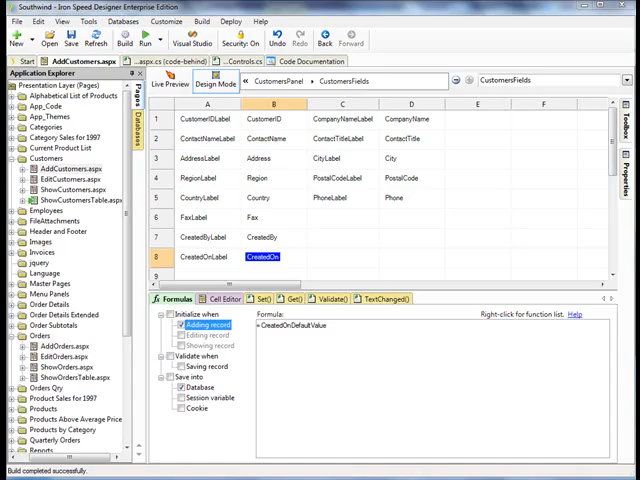 Southwind - Iron Speed Designer Enterprise Edition
File Edit View Tools Databases Customize Build Deploy Help
New Open Save Refresh Build Run Visual Studio Security: On Undo Redo Back Forward
Start AddCustomers.aspx ...aspx.cs (code-behind) ...Controls.cs Code Documentation
Application Explorer
Presentation Layer (Pages)
Alphabetical List of Products
App_Code
App_Themes
Categories
Category Sales for 1997
Current Product List
Customers
AddCustomers.aspx
EditCustomers.aspx
ShowCustomers.aspx
ShowCustomersTable.aspx
Employees
FileAttachments
Header and Footer
Images
Invoices
jquery
Language
Master Pages
Menu Panels
Order Details
Order Details Extended
Order Subtotals
Orders
AddOrders.aspx
EditOrders.aspx
ShowOrders.aspx
ShowOrdersTable.aspx
Orders Qry
Product Sales for 1997
Products
Products Above Average Price
Products by Category
Quarterly Orders
Reports
Pages
Databases
Live Preview Design Mode « CustomersPanel CustomersFields CustomersFields
A B C D E F
1 CustomerIDLabel CustomerID CompanyNameLabel CompanyName
2 ContactNameLabel ContactName ContactTitleLabel ContactTitle
3 AddressLabel Address CityLabel City
4 RegionLabel Region PostalCodeLabel PostalCode
5 CountryLabel Country PhoneLabel Phone
6 FaxLabel Fax
7 CreatedByLabel CreatedBy
8 CreatedOnLabel CreatedOn
9
Toolbox
Properties
fx Formulas Cell Editor Set() Get() Validate() TextChanged()
Initialize when
Adding record
Editing record
Showing record
Validate when
Saving record
Save into
Database
Session variable
Cookie
Formula: Right-click for function list. Help
= CreatedOnDefaultValue
Build completed successfully.